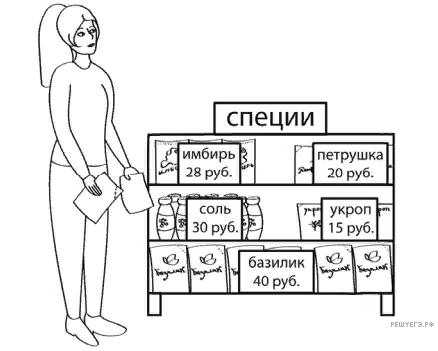 специи
имбирь
28 руб.
петрушка
20 руб.
соль
30 руб.
укроп
15 руб.
базилик
40 руб.
РЕШУЕГЭ.РФ